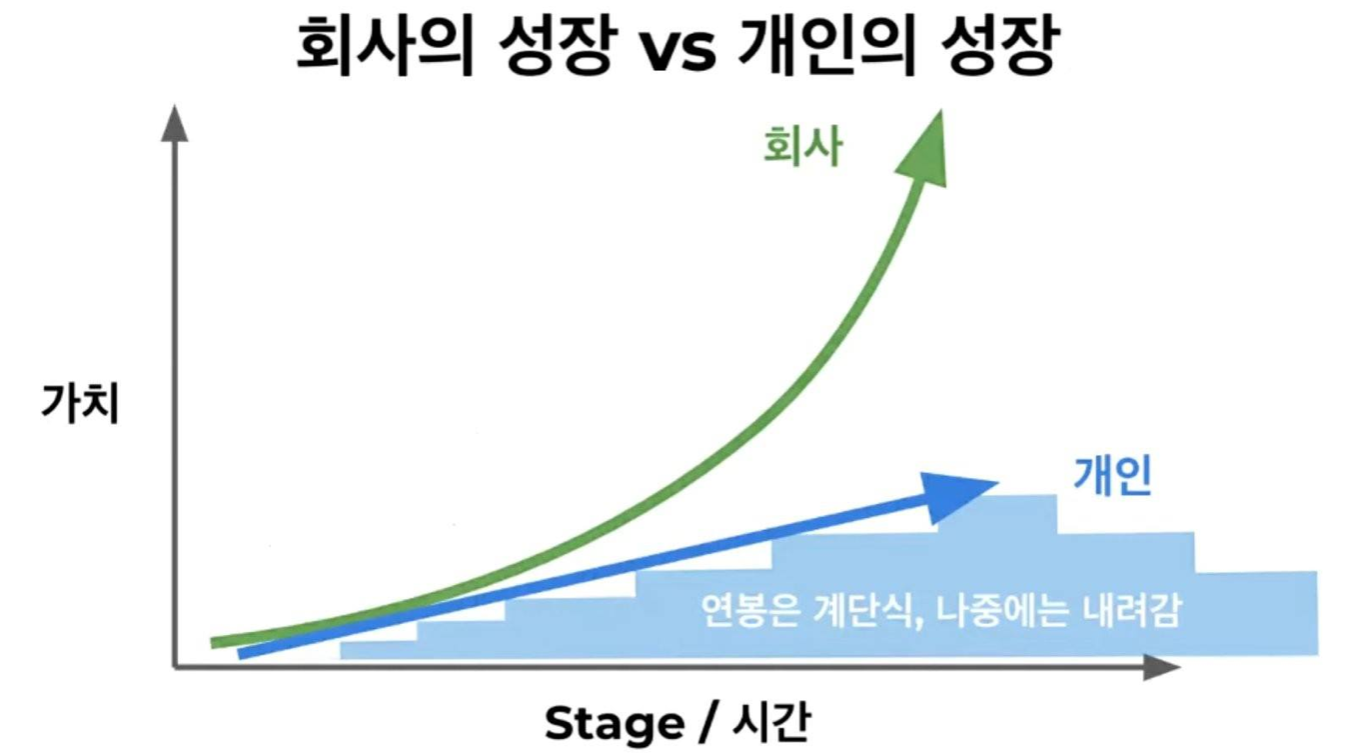 회사의 성장 vs 개인의 성장
회사
가치
개인
연봉은 계단식, 나중에는 내려감
Stage / 시간